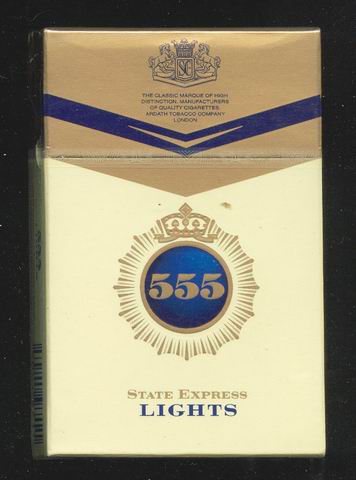 THE CLASSIC MARQUE OF HIGH
DISTINCTION. MANUFACTURERS
OF QUALITY CIGARETTES
ARDATH TOBACCO COMPANY
LONDON
555
STATE EXPRESS
LIGHTS